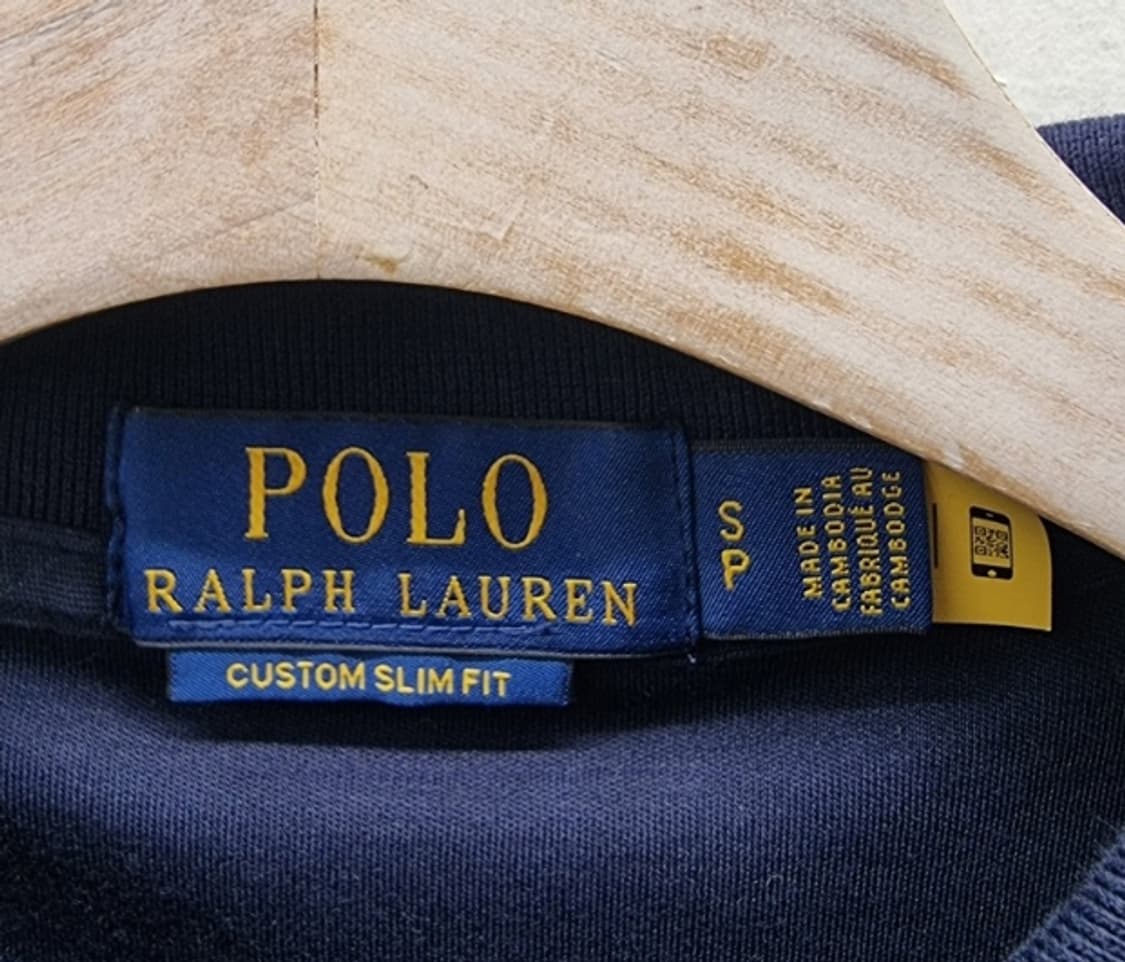 POLO
RALPH LAUREN
CUSTOM SLIM FIT
S
P
MADE IN
CAMBODIA
FABRIQUÉ AU
CAMBODGE